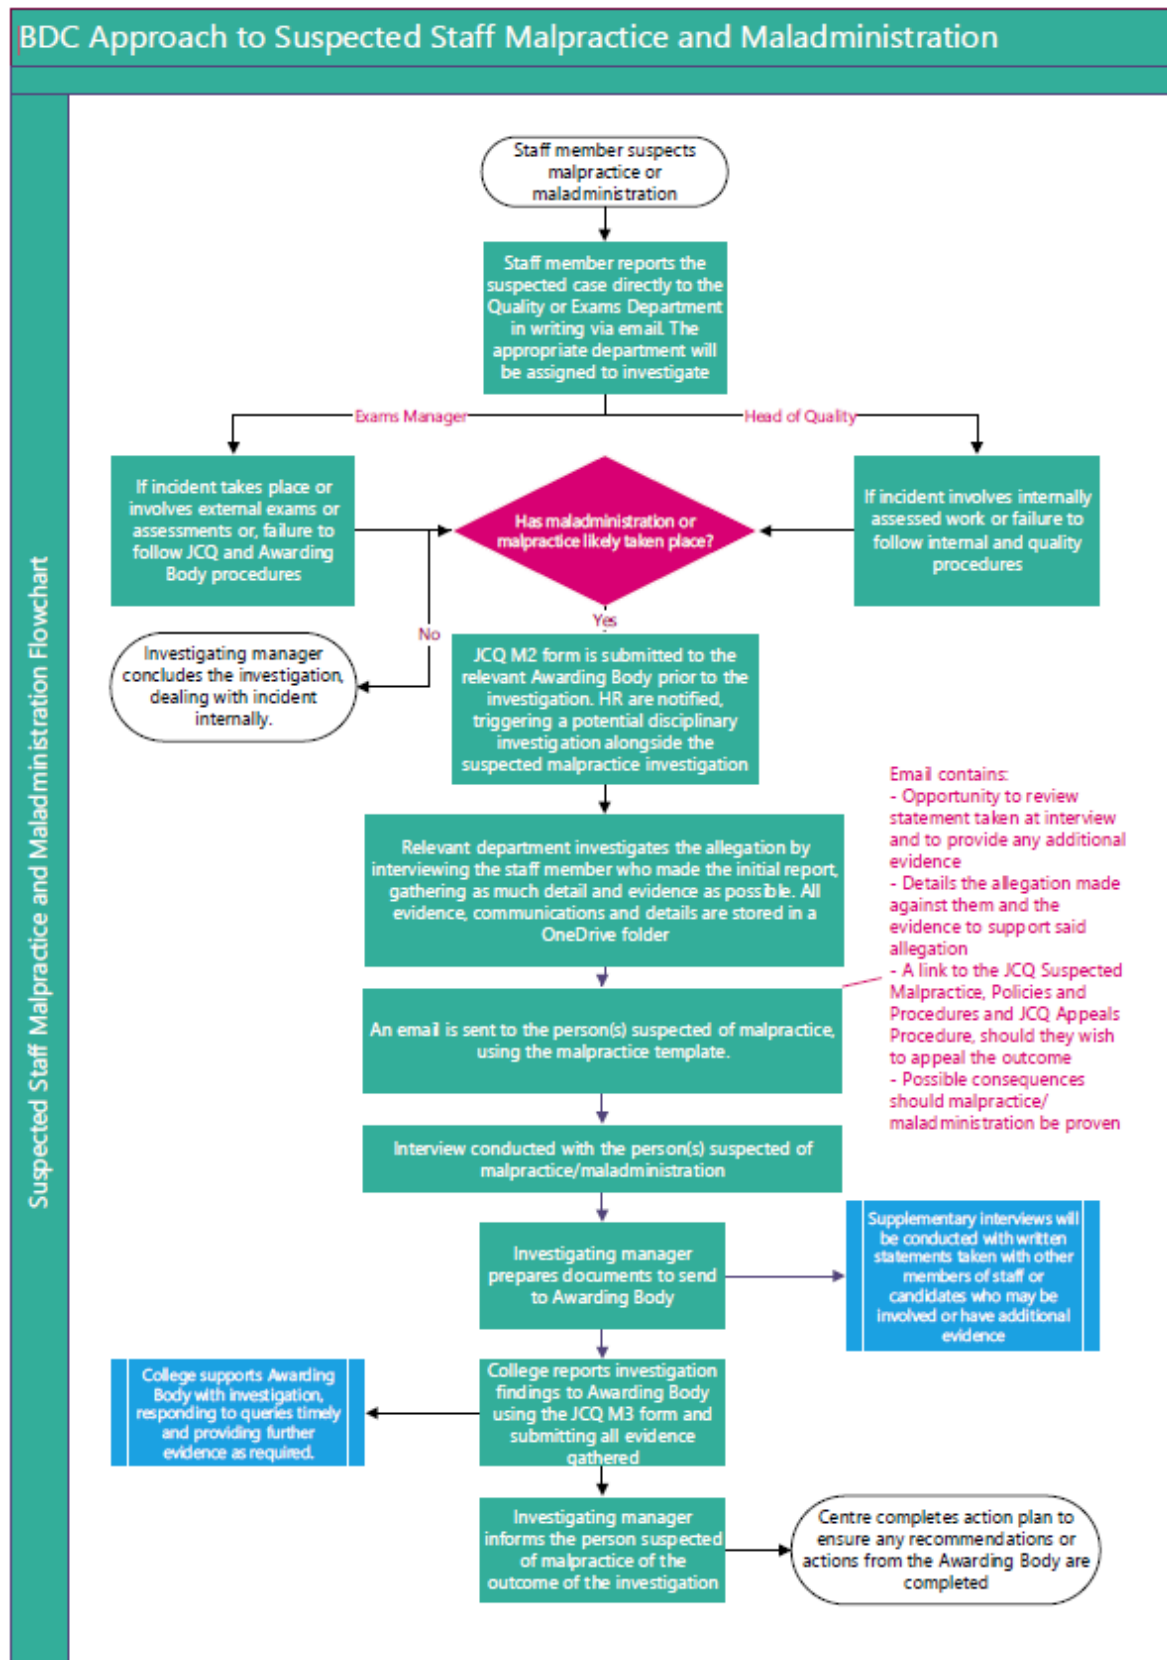 BDC Approach to Suspected Staff Malpractice and Maladministration
Suspected Staff Malpractice and Maladministration Flowchart
Staff member suspects
malpractice or
maladministration
Staff member reports the
suspected case directly to the
Quality or Exams Department
in writing via email. The
appropriate department will
be assigned to investigate
Exams Manager
Head of Quality
If incident takes place or
involves external exams or
assessments or, failure to
follow JCQ and Awarding
Body procedures
Has maladministration or
malpractice likely taken place?
If incident involves internally
assessed work or failure to
follow internal and quality
procedures
No
Yes
Investigating manager
concludes the investigation,
dealing with incident
internally.
JCQ M2 form is submitted to the
relevant Awarding Body prior to the
investigation. HR are notified,
triggering a potential disciplinary
investigation alongside the
suspected malpractice investigation
Relevant department investigates the allegation by
interviewing the staff member who made the initial report,
gathering as much detail and evidence as possible. All
evidence, communications and details are stored in a
OneDrive folder
Email contains:
- Opportunity to review
statement taken at interview
and to provide any additional
evidence
- Details the allegation made
against them and the
evidence to support said
allegation
- A link to the JCQ Suspected
Malpractice, Policies and
Procedures and JCQ Appeals
Procedure, should they wish
to appeal the outcome
- Possible consequences
should malpractice/
maladministration be proven
An email is sent to the person(s) suspected of malpractice,
using the malpractice template.
Interview conducted with the person(s) suspected of
malpractice/maladministration
Investigating manager
prepares documents to send
to Awarding Body
Supplementary interviews will
be conducted with written
statements taken with other
members of staff or
candidates who may be
involved or have additional
evidence
College reports investigation
findings to Awarding Body
using the JCQ M3 form and
submitting all evidence
gathered
College supports Awarding
Body with investigation,
responding to queries timely
and providing further
evidence as required.
Investigating manager
informs the person suspected
of malpractice of the
outcome of the investigation
Centre completes action plan to
ensure any recommendations or
actions from the Awarding Body are
completed